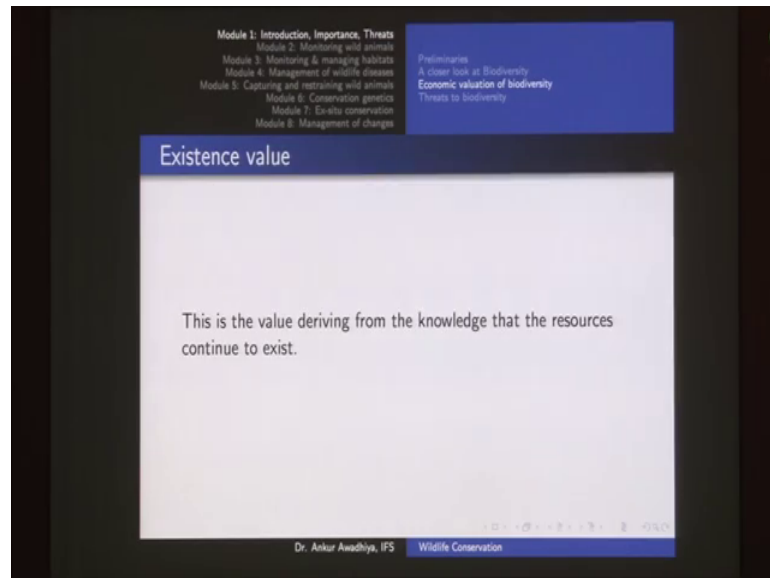 Module 1: Introduction, Importance, Threats
Module 2: Monitoring wild animals
Module 3: Monitoring & managing habitats
Module 4: Management of wildlife diseases
Module 5: Capturing and restraining wild animals
Module 6: Conservation genetics
Module 7: Ex-situ conservation
Module 8: Management of changes
Preliminaries
A closer look at Biodiversity
Economic valuation of biodiversity
Threats to biodiversity
Existence value
This is the value deriving from the knowledge that the resources
continue to exist.
Dr. Ankur Awadhiya, IFS
Wildlife Conservation